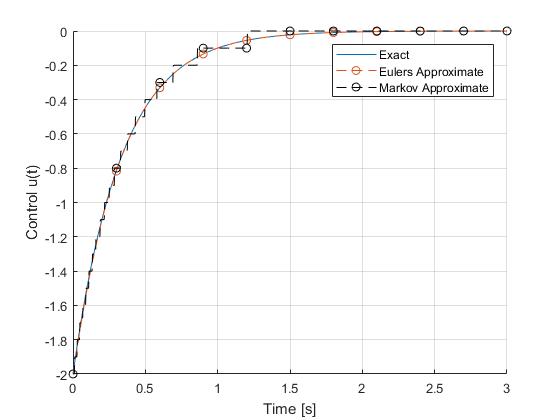 0
-0.2
-0.4
-0.6
-0.8
-1
-1.2
-1.4
-1.6
-1.8
-2
Control u(t)
Exact
Eulers Approximate
Markov Approximate
0 0.5 1 1.5 2 2.5 3
Time [s]